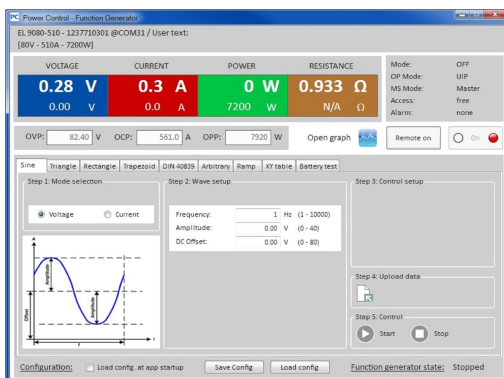 PC Power Control - Function Generator
EL 9080-510 - 1237710301 @COM31 / User text:
[80V - 510A - 7200W]
VOLTAGE CURRENT POWER RESISTANCE
0.28 V 0.3 A 0 W 0.933 Ω
0.00 V 0.0 A 7200 W N/A Ω
Mode: OFF
OP Mode: UIP
MS Mode: Master
Access: free
Alarm: none
OVP: 82.40 V OCP: 561.0 A OPP: 7920 W Open graph Remote on On
Sine Triangle Rectangle Trapezoid DIN 40839 Arbitrary Ramp XY table Battery test
Step 1: Mode selection
Voltage Current
A
Amplitude
Amplitude
Offset
t
Step 2: Wave setup
Frequency: 1 Hz (1 - 10000)
Amplitude: 0.00 V (0 - 40)
DC Offset: 0.00 V (0 - 80)
Step 3: Control setup
Step 4: Upload data
Step 5: Control
Start Stop
Configuration: Load config. at app startup Save Config Load config Function generator state: Stopped